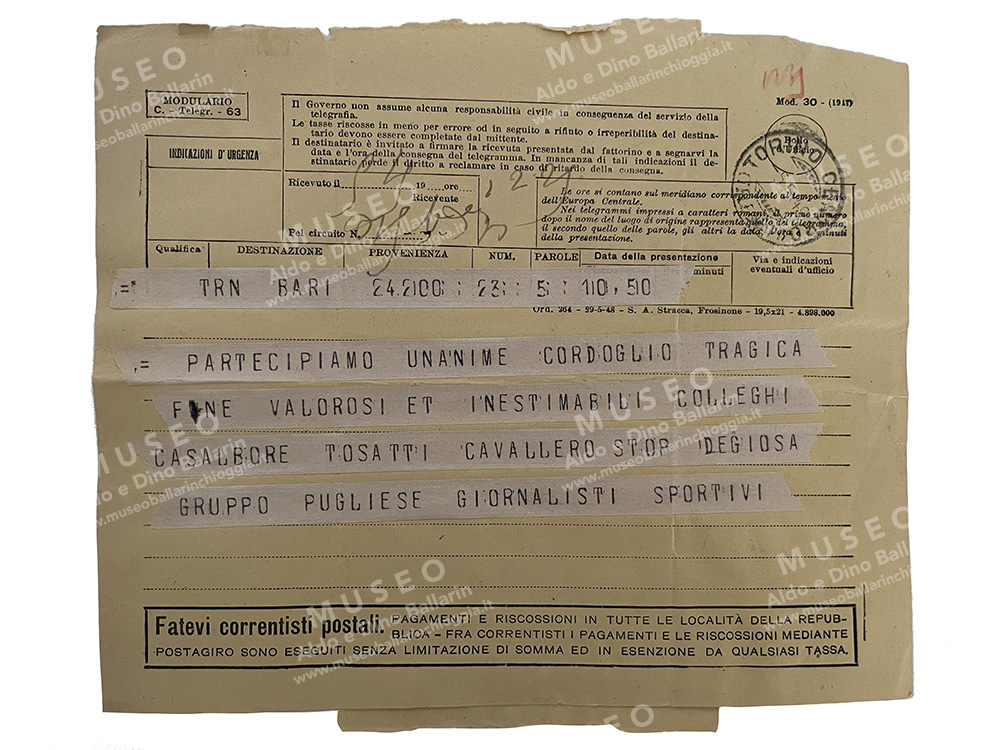 MODULARIO
C. - Telegr. - 63
Mod. 30 - (1947)
INDICAZIONI D'URGENZA
Il Governo non assume alcuna responsabilità civile in conseguenza del servizio della
telegrafia.
Le tasse riscosse in meno per errore od in seguito a rifiuto o irreperibilità del destina-
tario devono essere completate dal mittente.
Il destinatario è invitato a firmare la ricevuta presentata dal fattorino e a segnarvi la
data e l'ora della consegna del telegramma. In mancanza di tali indicazioni il de-
stinatario perde il diritto a reclamare in caso di ritardo della consegna.
Bollo
d'Ufficio
Ricevuto il 19 ore
Ricevente
Pel circuito N.
Le ore si contano sul meridiano corrispondente al tempo medio
dell'Europa Centrale.
Nei telegrammi impressi a caratteri romani, il primo numero
dopo il nome del luogo di origine rappresenta quello del telegramma,
il secondo quello delle parole, gli altri la data, l'ora e i minuti
della presentazione.
Qualifica DESTINAZIONE PROVENIENZA NUM. PAROLE Data della presentazione Via e indicazioni
eventuali d'ufficio
minuti
,= TRN BARI 24200 23 5 110,50
Ord. 264 - 29-5-48 - S. A. Stracca, Frosinone - 19,5x21 - 4.898.000
,= PARTECIPIAMO UNANIME CORDOGLIO TRAGICA
FINE VALOROSI ET INESTIMABILI COLLEGHI
CASALBORE TOSATTI CAVALLERO STOP DEGIOSA
GRUPPO PUGLIESE GIORNALISTI SPORTIVI
Fatevi correntisti postali. PAGAMENTI E RISCOSSIONI IN TUTTE LE LOCALITÀ DELLA REPUB-
BLICA - FRA CORRENTISTI I PAGAMENTI E LE RISCOSSIONI MEDIANTE
POSTAGIRO SONO ESEGUITI SENZA LIMITAZIONE DI SOMMA ED IN ESENZIONE DA QUALSIASI TASSA.
MUSEO
Aldo e Dino Ballarin
www.museoballarinchioggia.it